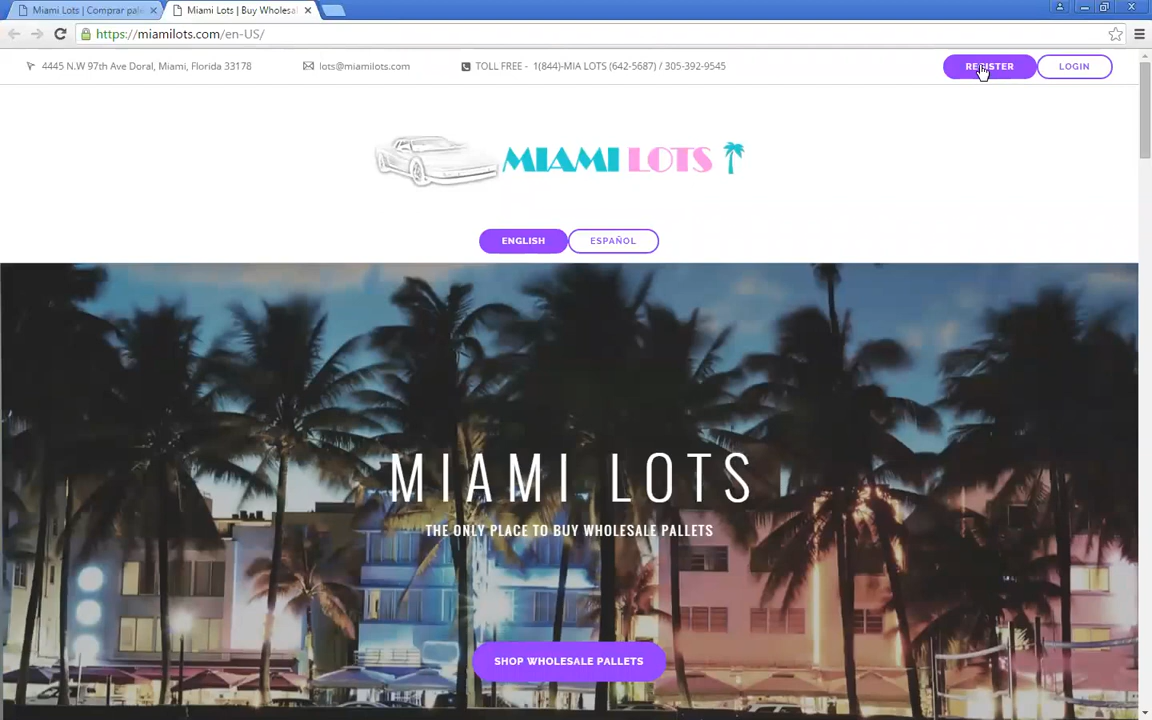 Miami Lots | Comprar pale
Miami Lots | Buy Wholesa
https://miamilots.com/en-US/
4445 N.W 97th Ave Doral, Miami, Florida 33178
lots@miamilots.com
TOLL FREE - 1(844)-MIA LOTS (642-5687) / 305-392-9545
REGISTER
LOGIN
MIAMI LOTS
ENGLISH
ESPAÑOL
MIAMI LOTS
THE ONLY PLACE TO BUY WHOLESALE PALLETS
SHOP WHOLESALE PALLETS